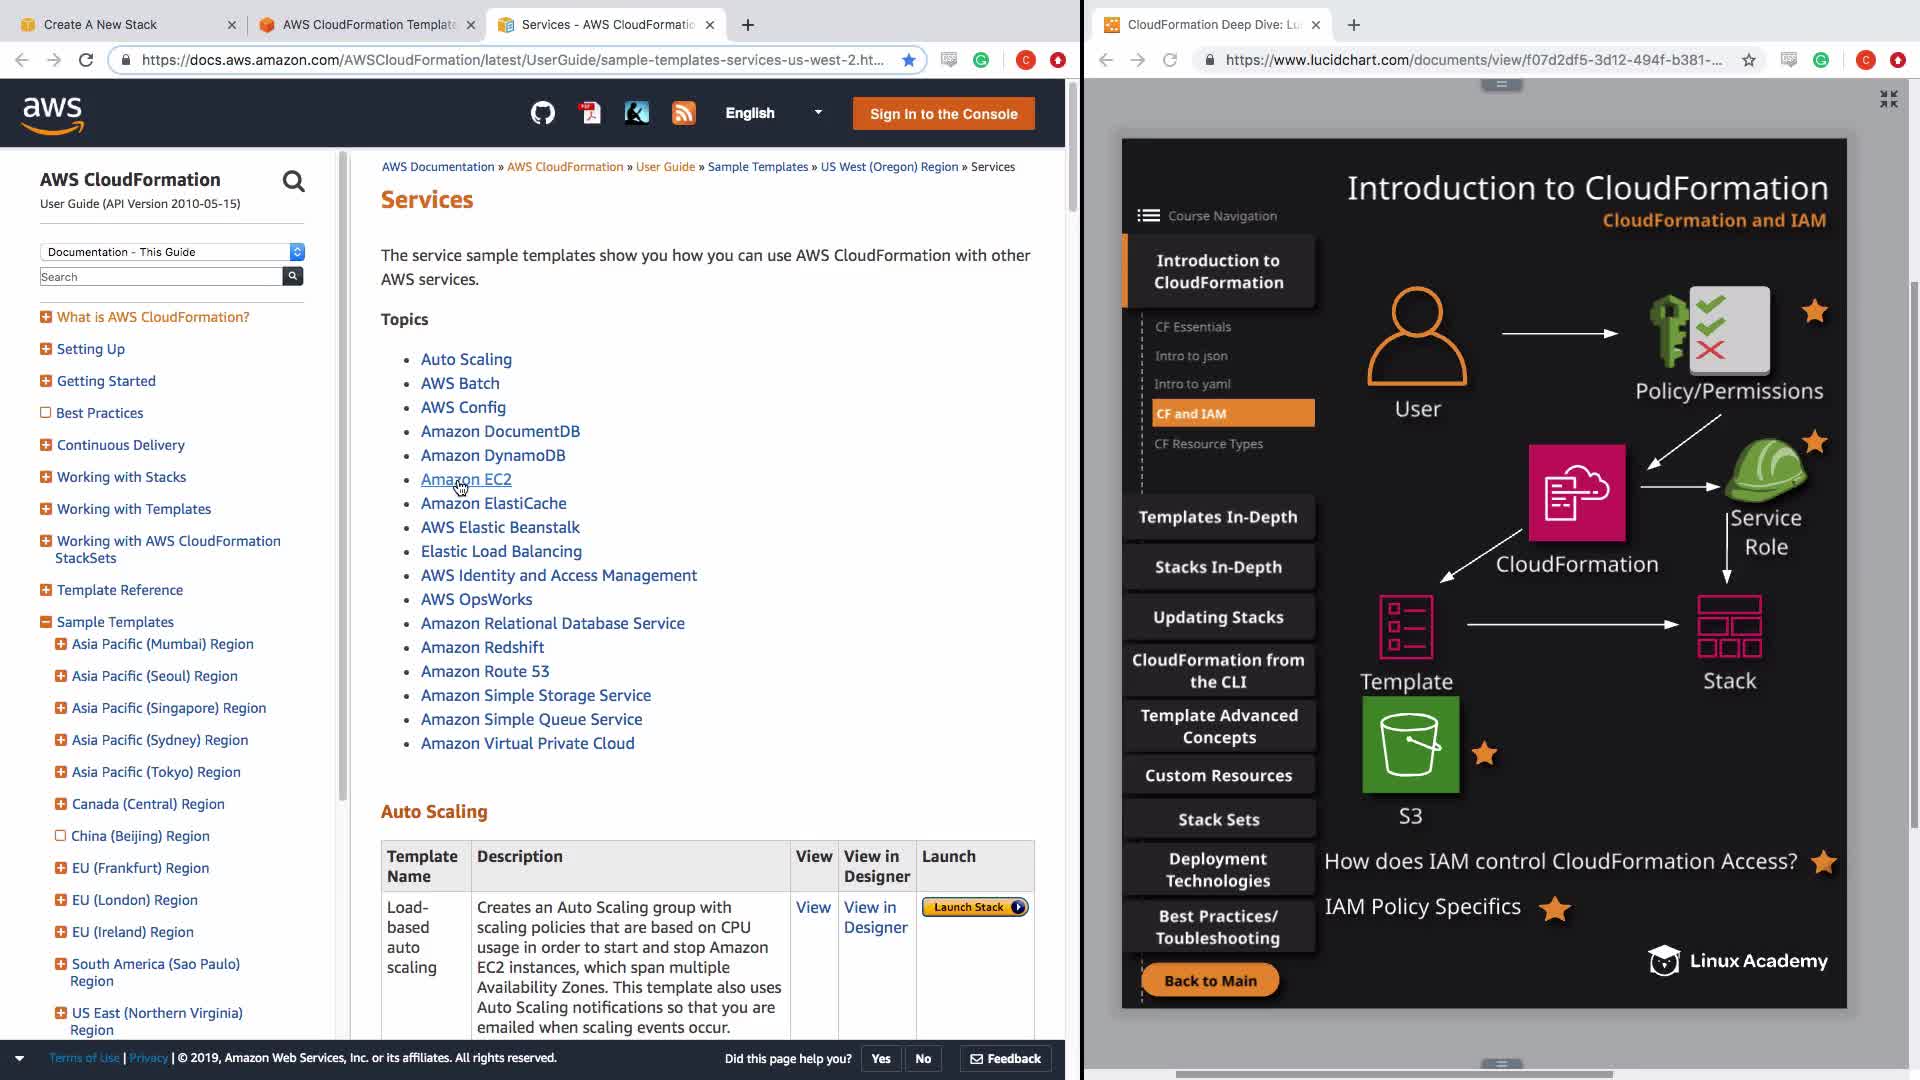 Create A New Stack
AWS CloudFormation Template
Services - AWS CloudFormatio
https://docs.aws.amazon.com/AWSCloudFormation/latest/UserGuide/sample-templates-services-us-west-2.ht...
C
aws
English
Sign In to the Console
AWS CloudFormation
User Guide (API Version 2010-05-15)
Documentation - This Guide
Search
What is AWS CloudFormation?
Setting Up
Getting Started
Best Practices
Continuous Delivery
Working with Stacks
Working with Templates
Working with AWS CloudFormation
StackSets
Template Reference
Sample Templates
Asia Pacific (Mumbai) Region
Asia Pacific (Seoul) Region
Asia Pacific (Singapore) Region
Asia Pacific (Sydney) Region
Asia Pacific (Tokyo) Region
Canada (Central) Region
China (Beijing) Region
EU (Frankfurt) Region
EU (London) Region
EU (Ireland) Region
South America (Sao Paulo)
Region
US East (Northern Virginia)
Region
AWS Documentation » AWS CloudFormation » User Guide » Sample Templates » US West (Oregon) Region » Services
Services
The service sample templates show you how you can use AWS CloudFormation with other
AWS services.
Topics
• Auto Scaling
• AWS Batch
• AWS Config
• Amazon DocumentDB
• Amazon DynamoDB
• Amazon EC2
• Amazon ElastiCache
• AWS Elastic Beanstalk
• Elastic Load Balancing
• AWS Identity and Access Management
• AWS OpsWorks
• Amazon Relational Database Service
• Amazon Redshift
• Amazon Route 53
• Amazon Simple Storage Service
• Amazon Simple Queue Service
• Amazon Virtual Private Cloud
Auto Scaling
Template Name Description View View in Designer Launch
Load-based auto scaling
Creates an Auto Scaling group with
scaling policies that are based on CPU
usage in order to start and stop Amazon
EC2 instances, which span multiple
Availability Zones. This template also uses
Auto Scaling notifications so that you are
emailed when scaling events occur.
View
View in
Designer
Launch Stack
Terms of Use | Privacy | © 2019, Amazon Web Services, Inc. or its affiliates. All rights reserved.
Did this page help you? Yes No Feedback
CloudFormation Deep Dive: Lu
https://www.lucidchart.com/documents/view/f07d2df5-3d12-494f-b381-...
C
Introduction to CloudFormation
CloudFormation and IAM
Course Navigation
Introduction to
CloudFormation
CF Essentials
Intro to json
Intro to yaml
CF and IAM
CF Resource Types
Templates In-Depth
Stacks In-Depth
Updating Stacks
CloudFormation from
the CLI
Template Advanced
Concepts
Custom Resources
Stack Sets
Deployment
Technologies
Best Practices/
Toubleshooting
Back to Main
User
Policy/Permissions
CloudFormation
Service
Role
Template
Stack
S3
How does IAM control CloudFormation Access?
IAM Policy Specifics
Linux Academy